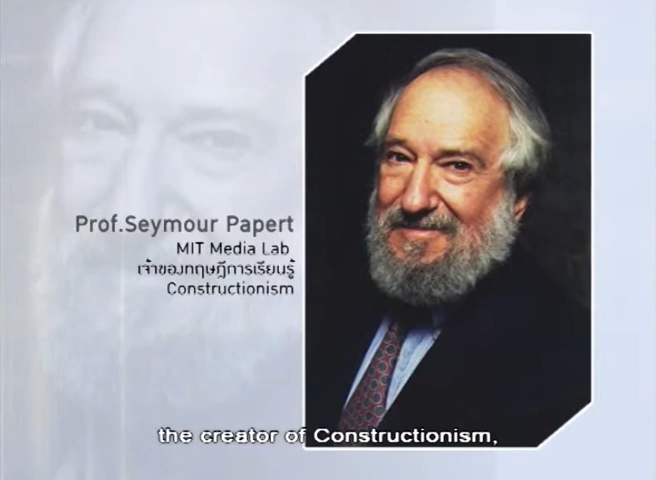 Prof.Seymour Papert
MIT Media Lab
เจ้าของทฤษฎีการเรียนรู้
Constructionism
the creator of Constructionism,